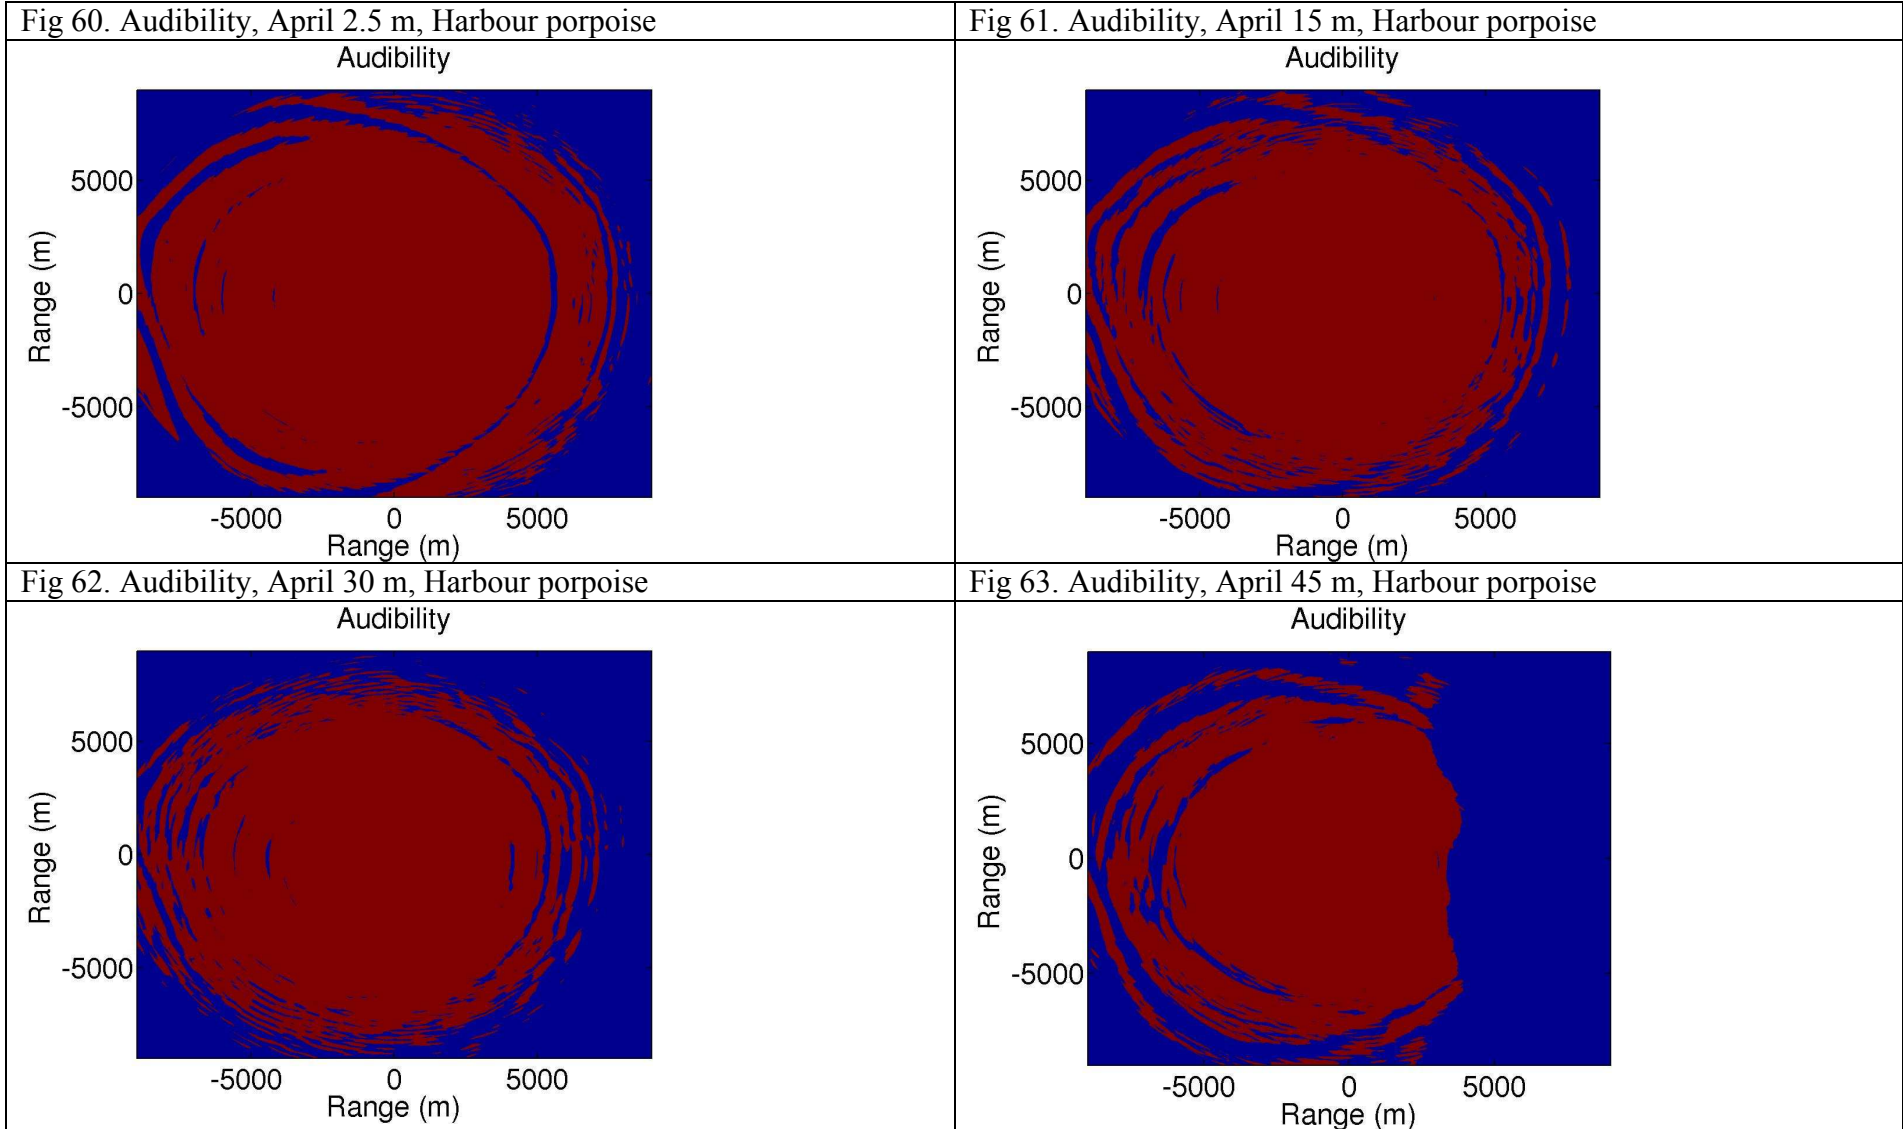 Fig 60. Audibility, April 2.5 m, Harbour porpoise
Audibility
5000
0
-5000
Range (m)
-5000 0 5000
Range (m)
Fig 61. Audibility, April 15 m, Harbour porpoise
Audibility
5000
0
-5000
Range (m)
-5000 0 5000
Range (m)
Fig 62. Audibility, April 30 m, Harbour porpoise
Audibility
5000
0
-5000
Range (m)
-5000 0 5000
Range (m)
Fig 63. Audibility, April 45 m, Harbour porpoise
Audibility
5000
0
-5000
Range (m)
-5000 0 5000
Range (m)